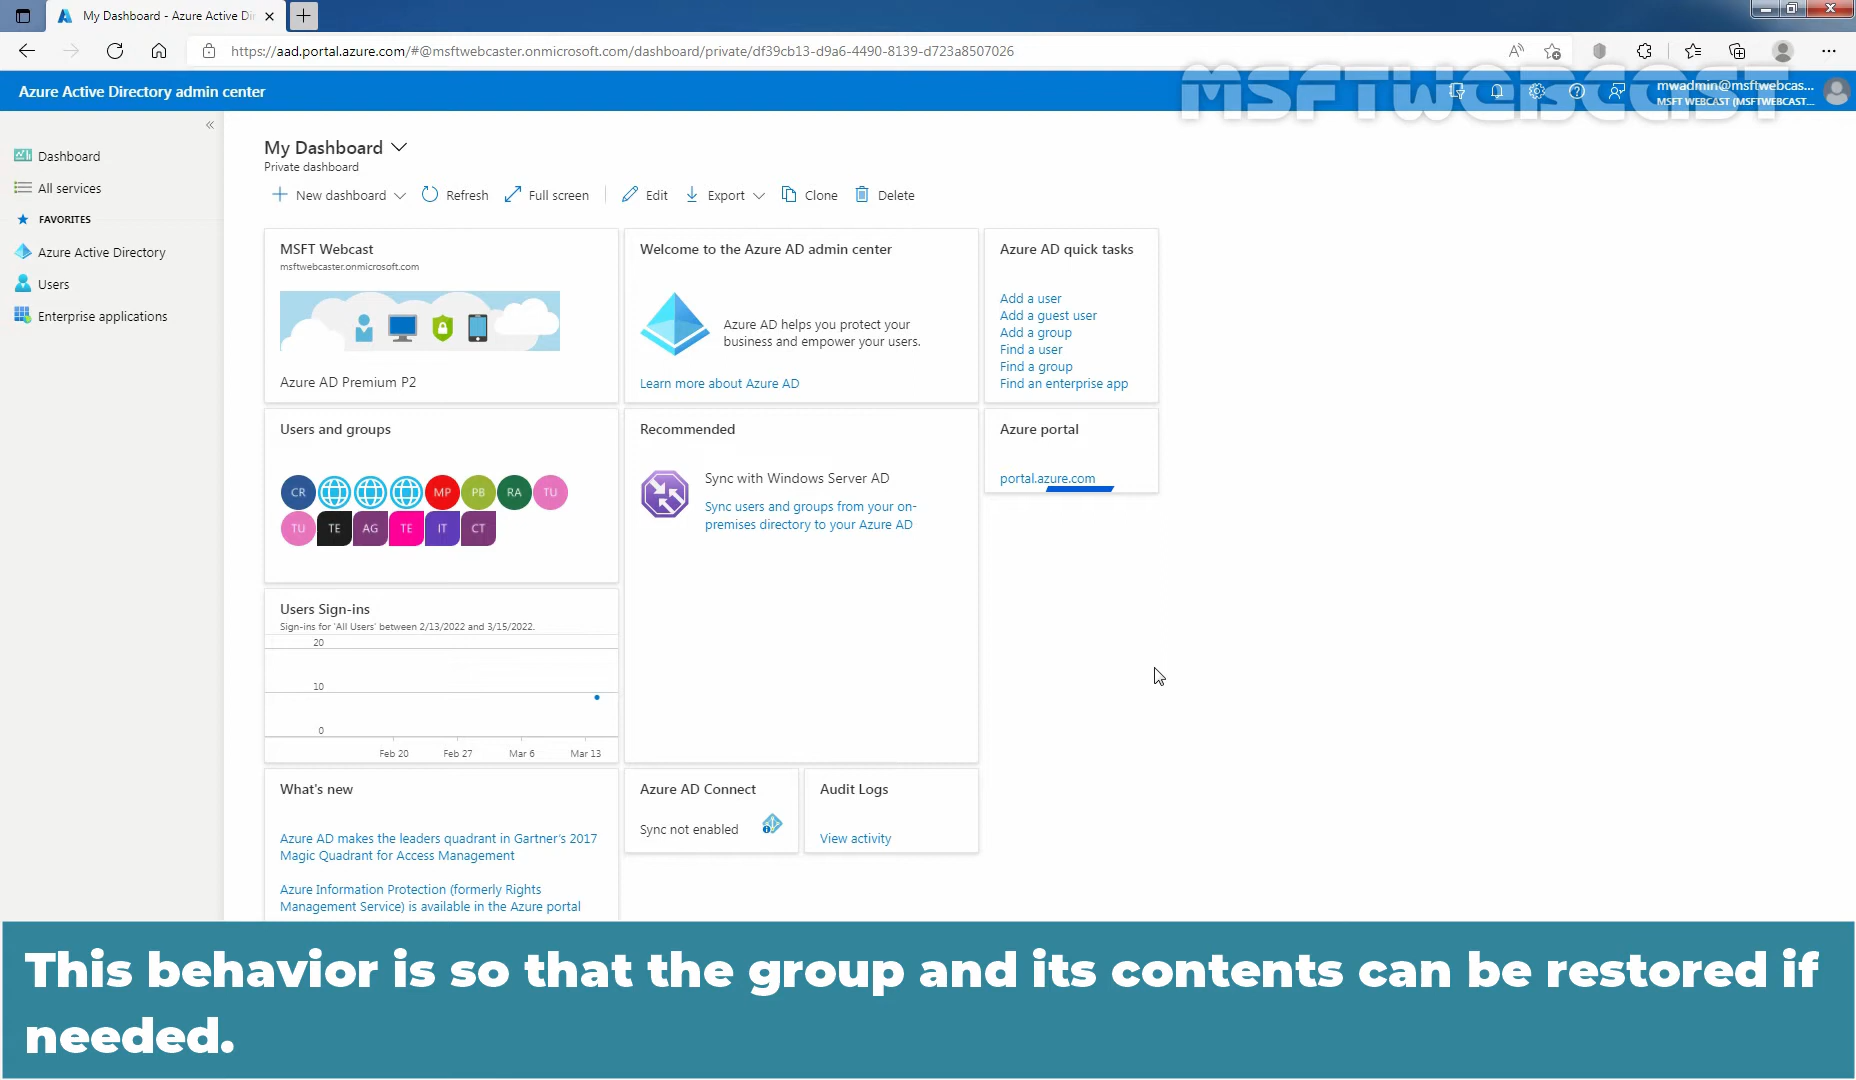 My Dashboard - Azure Active Dir
https://aad.portal.azure.com/#@msftwebcaster.onmicrosoft.com/dashboard/private/df39cb13-d9a6-4490-8139-d723a8507026
MSFTWEBCAST
Azure Active Directory admin center
mwadmin@msftwebcas...
MSFT WEBCAST (MSFTWEBCAST...
Dashboard
All services
FAVORITES
Azure Active Directory
Users
Enterprise applications
My Dashboard
Private dashboard
New dashboard
Refresh
Full screen
Edit
Export
Clone
Delete
MSFT Webcast
msftwebcaster.onmicrosoft.com
Azure AD Premium P2
Welcome to the Azure AD admin center
Azure AD helps you protect your
business and empower your users.
Learn more about Azure AD
Azure AD quick tasks
Add a user
Add a guest user
Add a group
Find a user
Find a group
Find an enterprise app
Users and groups
CR
MP
PB
RA
TU
TU
TE
AG
TE
IT
CT
Recommended
Sync with Windows Server AD
Sync users and groups from your on-
premises directory to your Azure AD
Azure portal
portal.azure.com
Users Sign-ins
Sign-ins for 'All Users' between 2/13/2022 and 3/15/2022.
20
10
0
Feb 20
Feb 27
Mar 6
Mar 13
What's new
Azure AD makes the leaders quadrant in Gartner's 2017
Magic Quadrant for Access Management
Azure Information Protection (formerly Rights
Management Service) is available in the Azure portal
Azure AD Connect
Sync not enabled
Audit Logs
View activity
This behavior is so that the group and its contents can be restored if
needed.